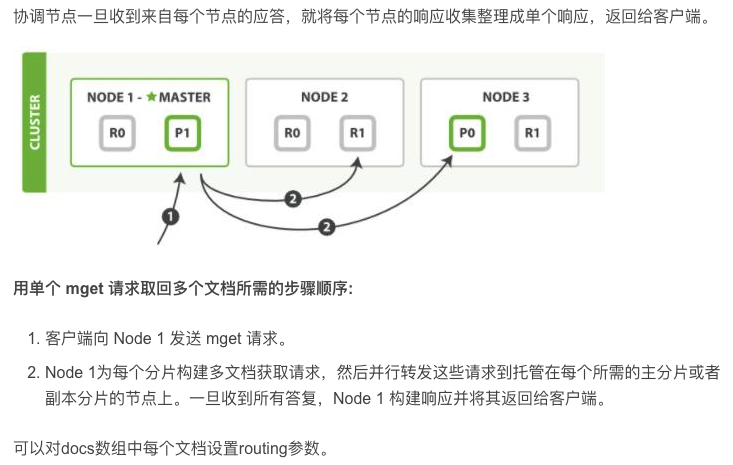 协调节点一旦收到来自每个节点的应答，就将每个节点的响应收集整理成单个响应，返回给客户端。
CLUSTER
NODE 1 - ★ MASTER
R0
P1
NODE 2
R0
R1
NODE 3
P0
R1
1
2
2
用单个 mget 请求取回多个文档所需的步骤顺序:
1. 客户端向 Node 1 发送 mget 请求。
2. Node 1为每个分片构建多文档获取请求，然后并行转发这些请求到托管在每个所需的主分片或者
副本分片的节点上。一旦收到所有答复，Node 1 构建响应并将其返回给客户端。
可以对docs数组中每个文档设置routing参数。